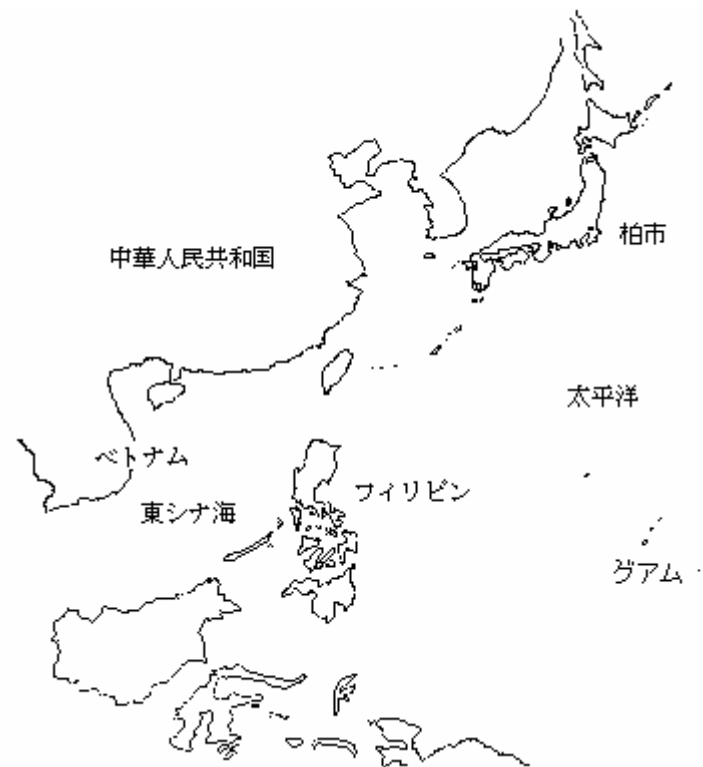 柏市
中華人民共和国
太平洋
ベトナム
フィリピン
東シナ海
グアム